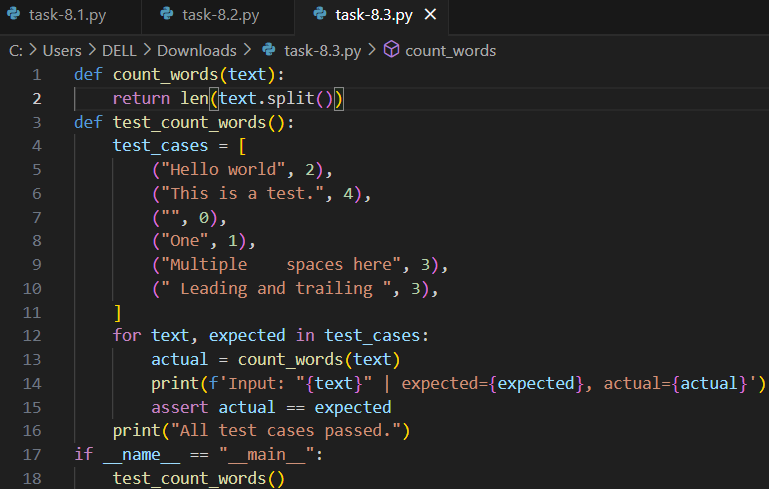 task-8.1.py task-8.2.py task-8.3.py ×
C: > Users > DELL > Downloads > task-8.3.py > count_words
1 def count_words(text):
2     return len(text.split())
3 def test_count_words():
4     test_cases = [
5         ("Hello world", 2),
6         ("This is a test.", 4),
7         ("", 0),
8         ("One", 1),
9         ("Multiple    spaces here", 3),
10         (" Leading and trailing ", 3),
11     ]
12     for text, expected in test_cases:
13         actual = count_words(text)
14         print(f'Input: "{text}" | expected={expected}, actual={actual}')
15         assert actual == expected
16     print("All test cases passed.")
17 if __name__ == "__main__":
18     test_count_words()